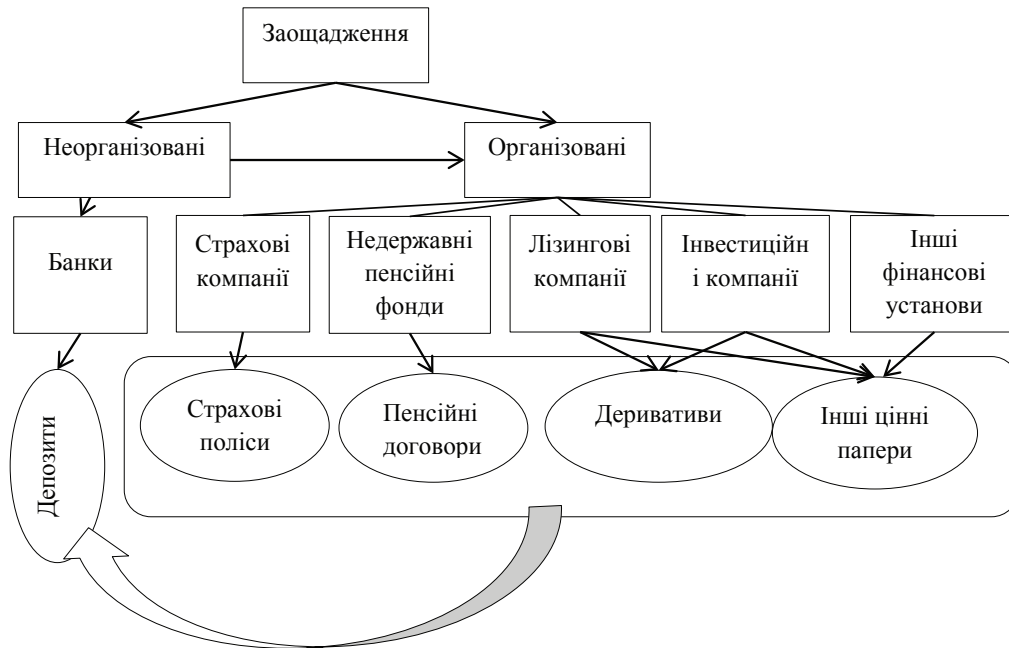 Заощадження
Неорганізовані
Організовані
Банки
Страхові
компанії
Недержавні
пенсійні
фонди
Лізингові
компанії
Інвестиційн
і компанії
Інші
фінансові
установи
Депозити
Страхові
поліси
Пенсійні
договори
Деривативи
Інші цінні
папери